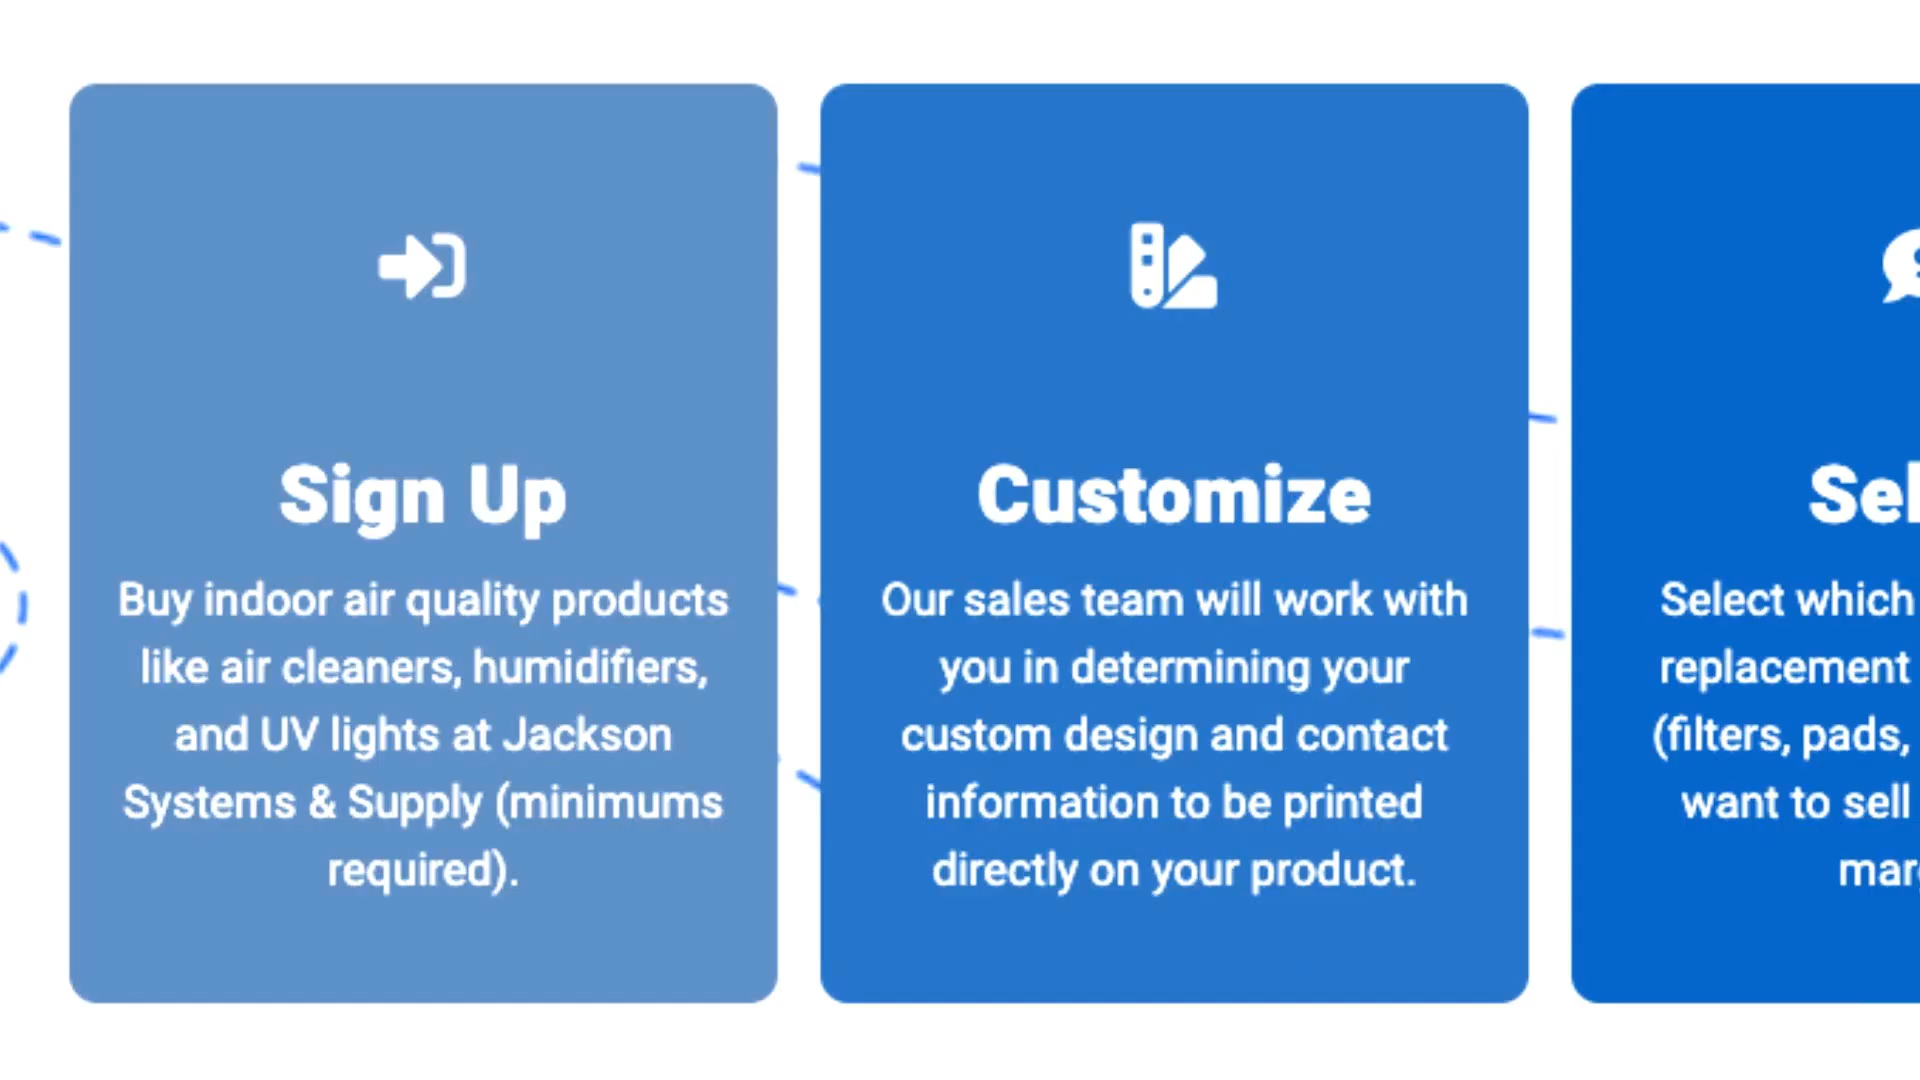 Sign Up
Buy indoor air quality products
like air cleaners, humidifiers,
and UV lights at Jackson
Systems & Supply (minimums
required).
Customize
Our sales team will work with
you in determining your
custom design and contact
information to be printed
directly on your product.
Select which
replacement
(filters, pads,
want to sell